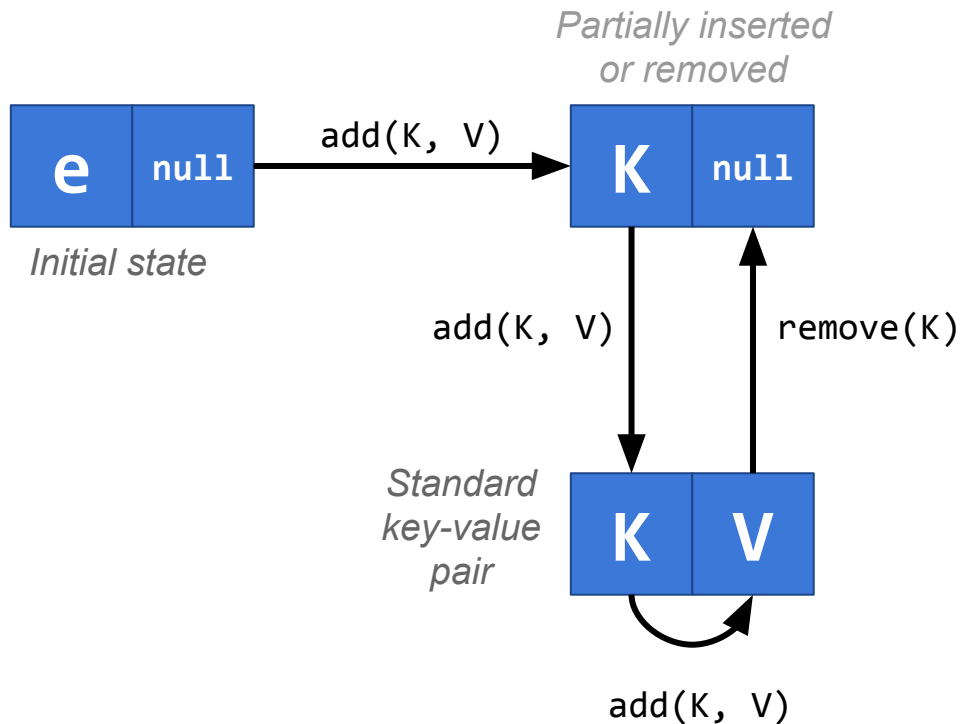 Partially inserted
or removed
add(K, V)
e
null
K
null
Initial state
add(K, V)
remove(K)
Standard
key-value
pair
K
V
add(K, V)